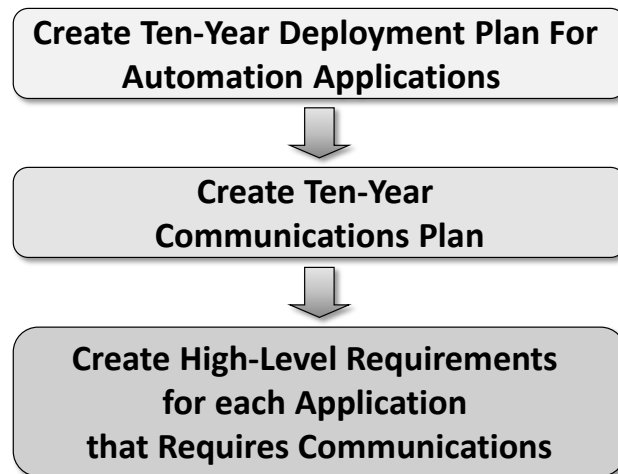 Create Ten-Year Deployment Plan For
Automation Applications
Create Ten-Year
Communications Plan
Create High-Level Requirements
for each Application
that Requires Communications